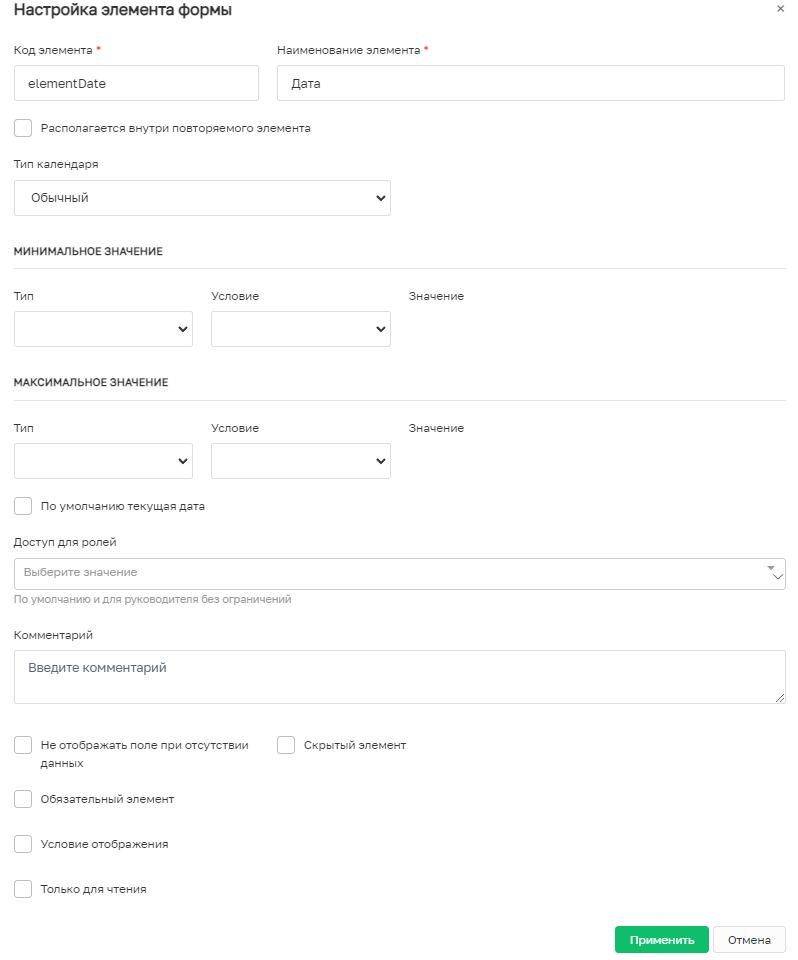 Настройка элемента формы ×
Код элемента * Наименование элемента *
elementDate Дата
Располагается внутри повторяемого элемента
Тип календаря
Обычный
МИНИМАЛЬНОЕ ЗНАЧЕНИЕ
Тип Условие Значение
МАКСИМАЛЬНОЕ ЗНАЧЕНИЕ
Тип Условие Значение
По умолчанию текущая дата
Доступ для ролей
Выберите значение
По умолчанию и для руководителя без ограничений
Комментарий
Введите комментарий
Не отображать поле при отсутствии Скрытый элемент
данных
Обязательный элемент
Условие отображения
Только для чтения
Применить Отмена